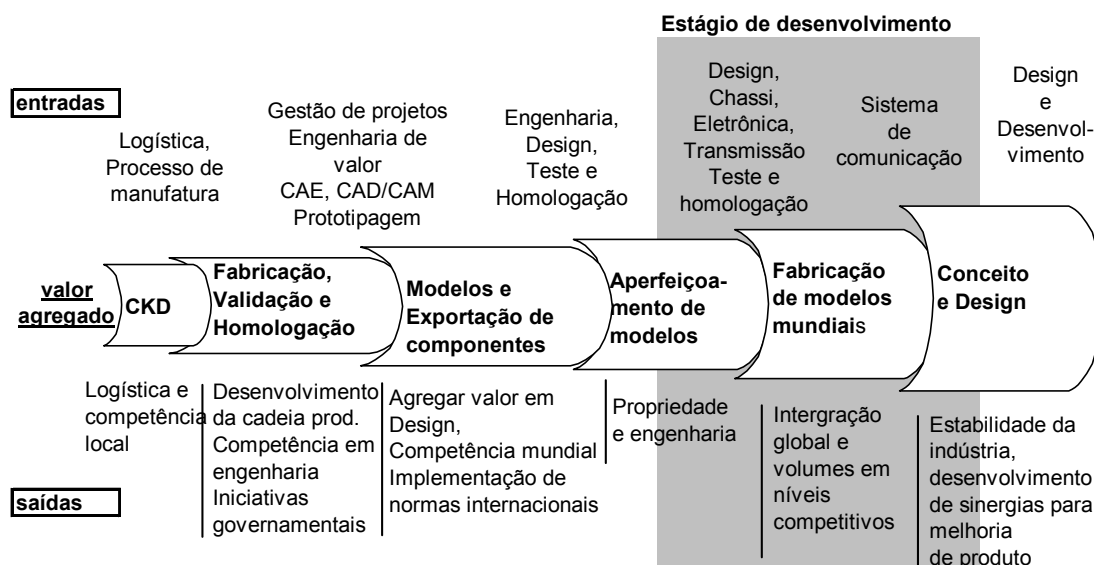 Estágio de desenvolvimento
entradas
Logística,
Processo de
manufatura
Gestão de projetos
Engenharia de
valor
CAE, CAD/CAM
Prototipagem
Engenharia,
Design,
Teste e
Homologação
Design,
Chassi,
Eletrônica,
Transmissão
Teste e
homologação
Sistema
de
comunicação
Design
e
Desenvol-
vimento
valor
agregado
CKD
Fabricação,
Validação e
Homologação
Modelos e
Exportação de
componentes
Aperfeiçoa-
mento de
modelos
Fabricação
de modelos
mundiais
Conceito
e Design
saídas
Logística e
competência
local
Desenvolvimento
da cadeia prod.
Competência em
engenharia
Iniciativas
governamentais
Agregar valor em
Design,
Competência mundial
Implementação de
normas internacionais
Propriedade
e engenharia
Intergração
global e
volumes em
níveis
competitivos
Estabilidade da
indústria,
desenvolvimento
de sinergias para
melhoria
de produto